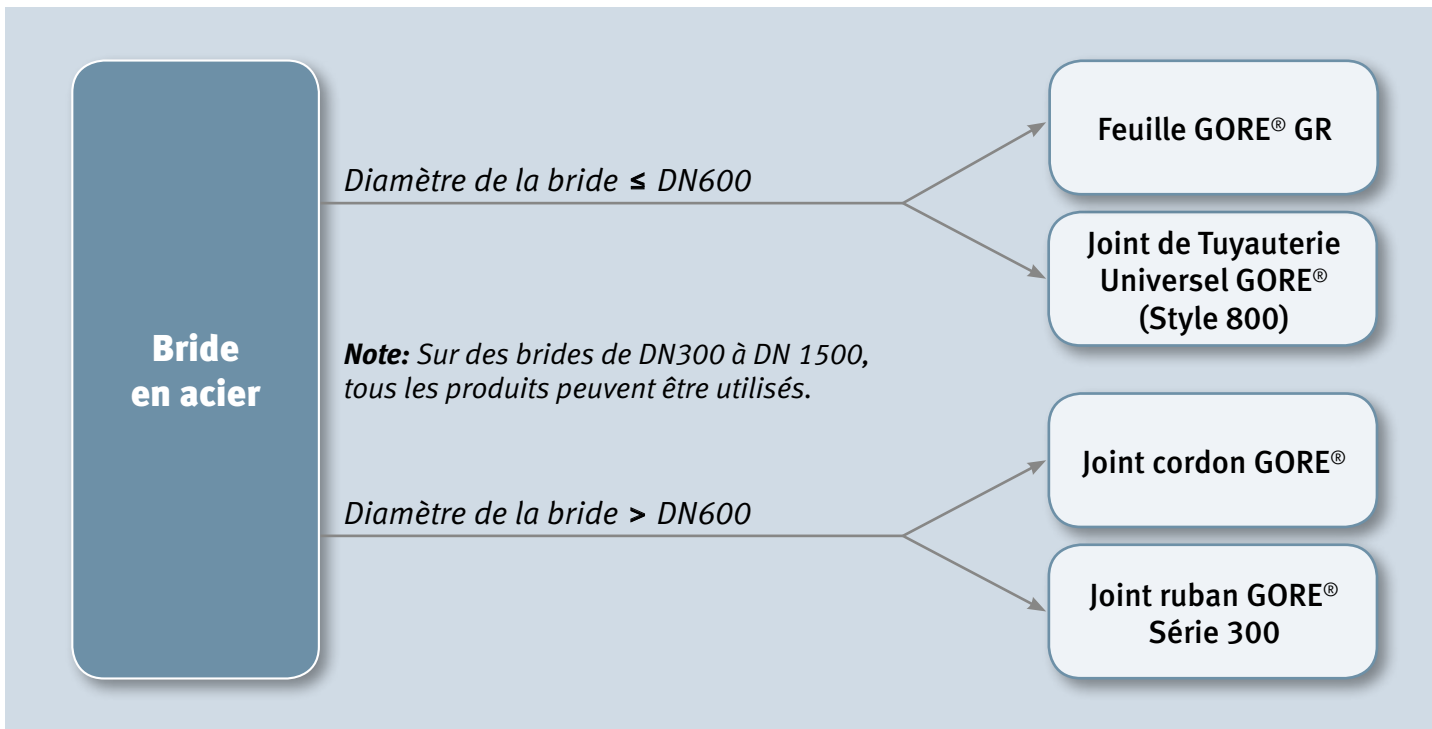 Bride
en acier
Diamètre de la bride ≤ DN600
Note: Sur des brides de DN300 à DN 1500,
tous les produits peuvent être utilisés.
Diamètre de la bride > DN600
Feuille GORE® GR
Joint de Tuyauterie
Universel GORE®
(Style 800)
Joint cordon GORE®
Joint ruban GORE®
Série 300